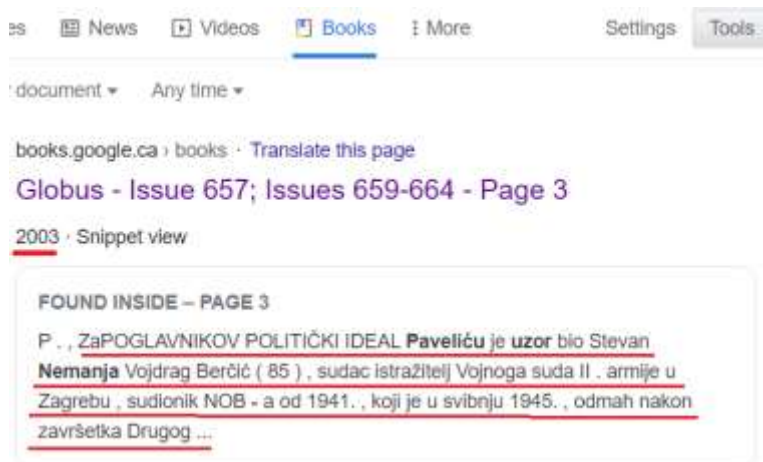 es News Videos Books More Settings Tools
document Any time
books.google.ca › books · Translate this page
Globus - Issue 657; Issues 659-664 - Page 3
2003 · Snippet view
FOUND INSIDE – PAGE 3
P . , ZaPOGLAVNIKOV POLITIČKI IDEAL Paveliću je uzor bio Stevan
Nemanja Vojdrag Berčić ( 85 ) , sudac istražitelj Vojnoga suda II . armije u
Zagrebu , sudionik NOB - a od 1941. , koji je u svibnju 1945. , odmah nakon
završetka Drugog ...